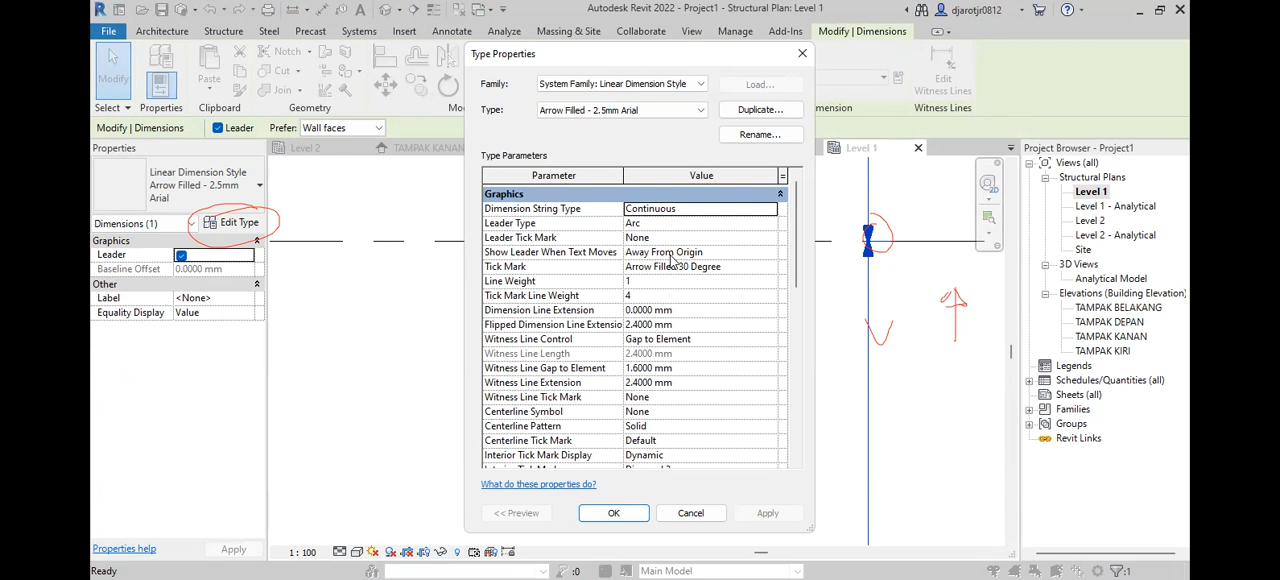 Autodesk Revit 2022 - Structural Plan: Level 1
djarotjr0812
File Architecture Structure Steel Precast Systems Insert Annotate Analyze Massing & Site Collaborate View Manage Add-Ins Modify | Dimensions
Modify
Paste
Notch
Cut
Join
Edit
Witness Lines
Select Properties Clipboard Geometry
Witness Lines
Modify | Dimensions Leader Prefer: Wall faces
Properties
Linear Dimension Style
Arrow Filled - 2.5mm
Arial
Dimensions (1) Edit Type
Graphics
Leader
Baseline Offset 0.0000 mm
Other
Label <None>
Equality Display Value
Properties help Apply
Level 2 TAMPAK KANAN
Level 1
Type Properties
Family: System Family: Linear Dimension Style Load...
Type: Arrow Filled - 2.5mm Arial Duplicate...
Rename...
Type Parameters
Parameter Value =
Graphics
Dimension String Type Continuous
Leader Type Arc
Leader Tick Mark None
Show Leader When Text Moves Away From Origin
Tick Mark Arrow Filled 30 Degree
Line Weight 1
Tick Mark Line Weight 4
Dimension Line Extension 0.0000 mm
Flipped Dimension Line Extensio 2.4000 mm
Witness Line Control Gap to Element
Witness Line Length 2.4000 mm
Witness Line Gap to Element 1.6000 mm
Witness Line Extension 2.4000 mm
Witness Line Tick Mark None
Centerline Symbol None
Centerline Pattern Solid
Centerline Tick Mark Default
Interior Tick Mark Display Dynamic
What do these properties do?
<< Preview OK Cancel Apply
2D
Project Browser - Project1
Views (all)
Structural Plans
Level 1
Level 1 - Analytical
Level 2
Level 2 - Analytical
Site
3D Views
Analytical Model
Elevations (Building Elevation)
TAMPAK BELAKANG
TAMPAK DEPAN
TAMPAK KANAN
TAMPAK KIRI
Legends
Schedules/Quantities (all)
Sheets (all)
Families
Groups
Revit Links
1 : 100
Ready :0 Main Model :1